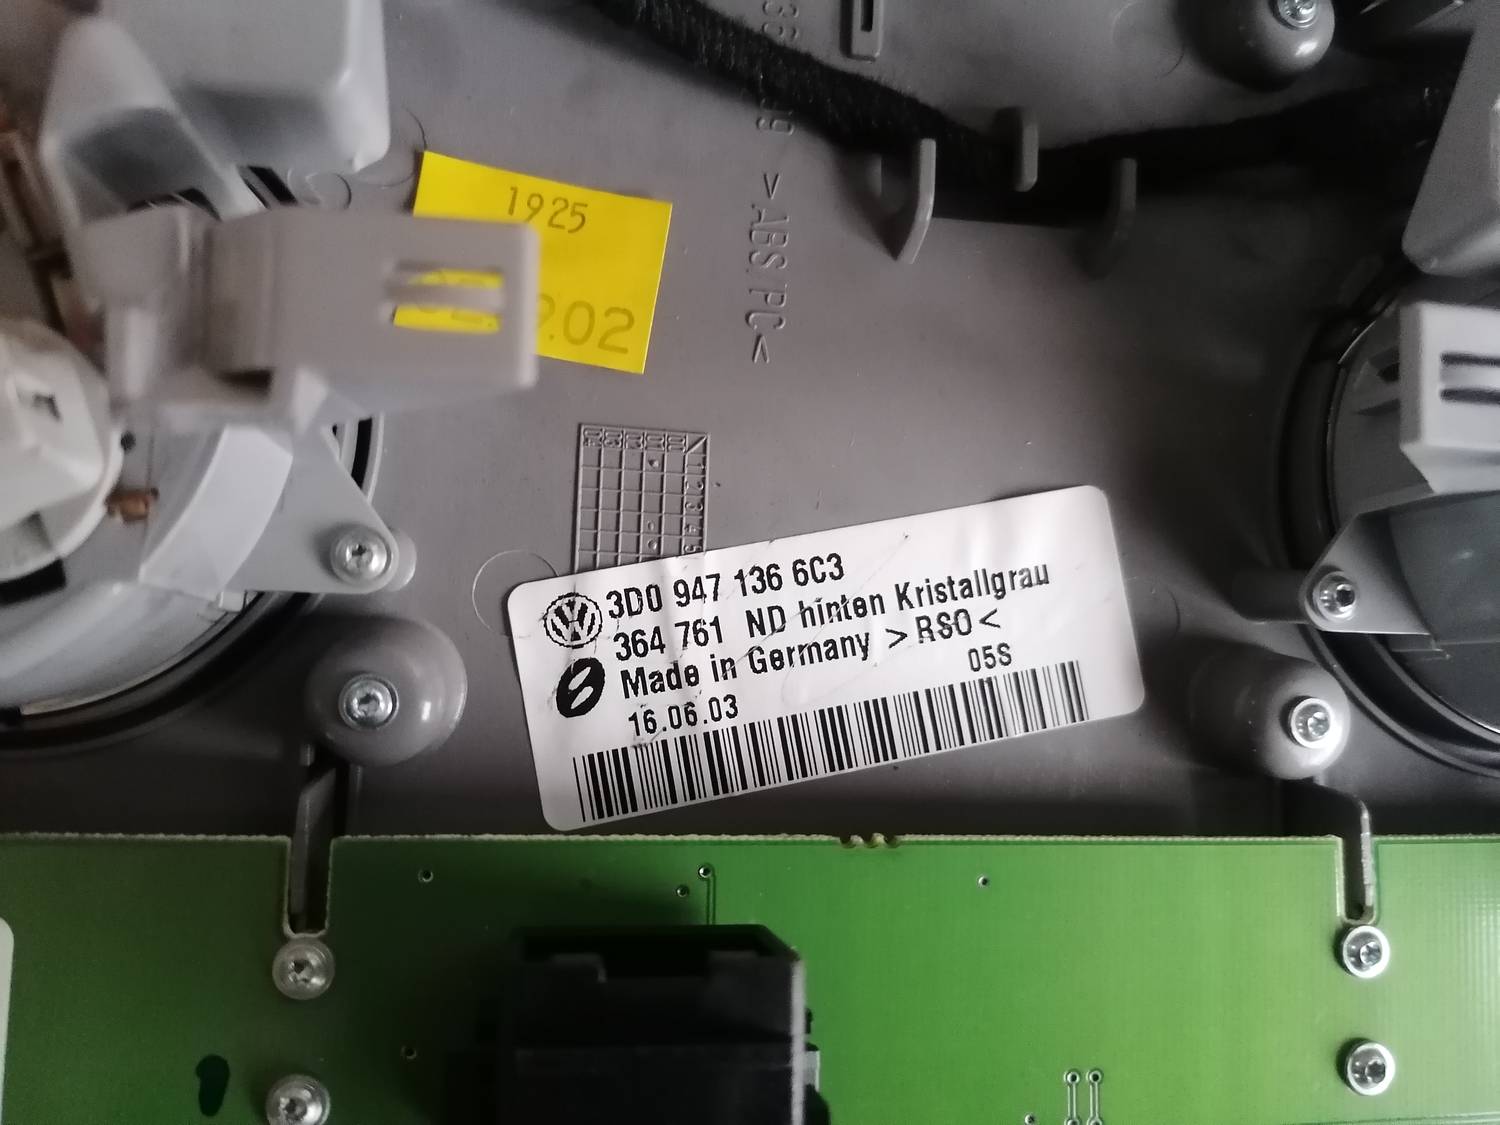 1925
.02
>ABS.PC<
3D0 947 136 6C3
364 761 ND hinten Kristallgrau
Made in Germany >RSO<
16.06.03
05S